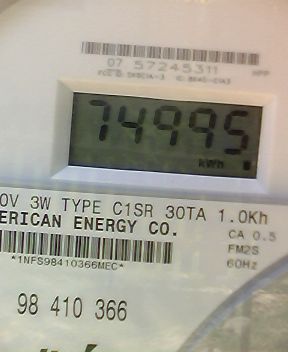 07 57245311
HPP
74995
kWh
0V 3W TYPE C1SR 30TA 1.0Kh
ERICAN ENERGY CO.
CA 0.5
FM2S
*1NFS98410366MEC*
60Hz
98 410 366